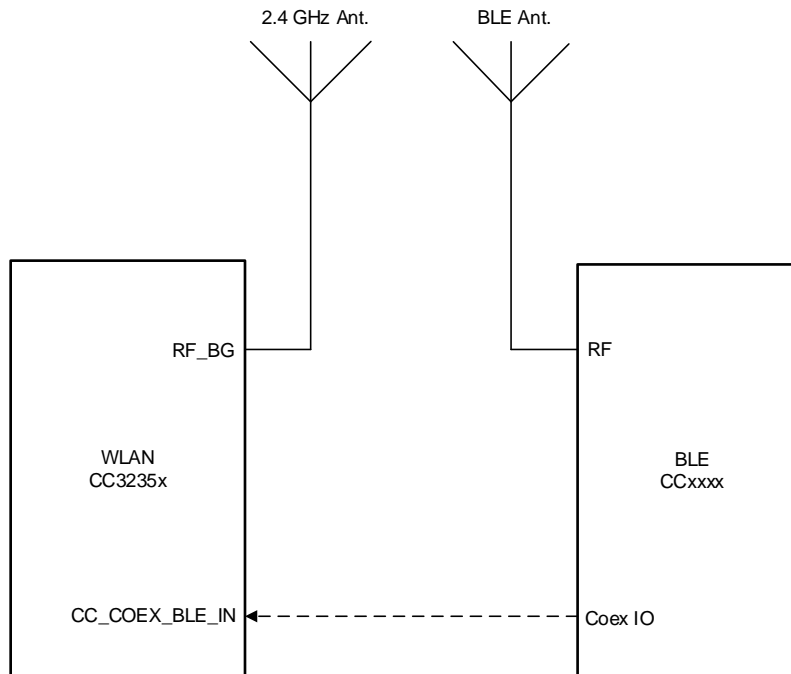 2.4 GHz Ant.
BLE Ant.
RF_BG
RF
WLAN
CC3235x
BLE
CCxxxx
CC_COEX_BLE_IN
Coex IO